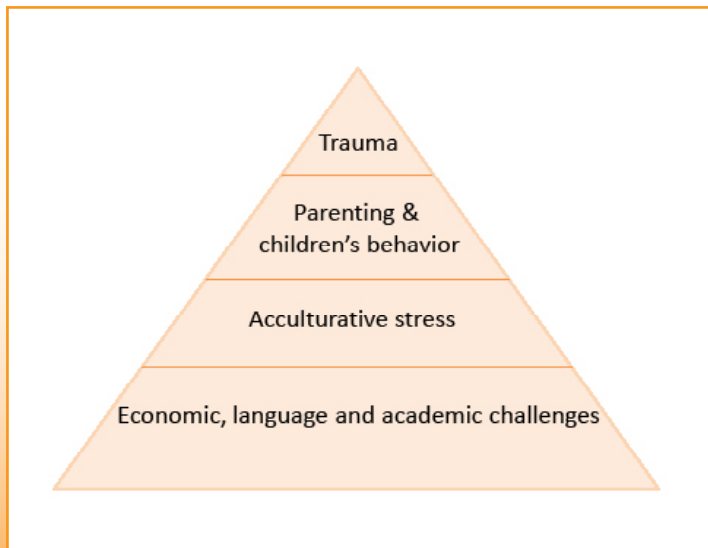 Trauma
Parenting &
children’s behavior
Acculturative stress
Economic, language and academic challenges